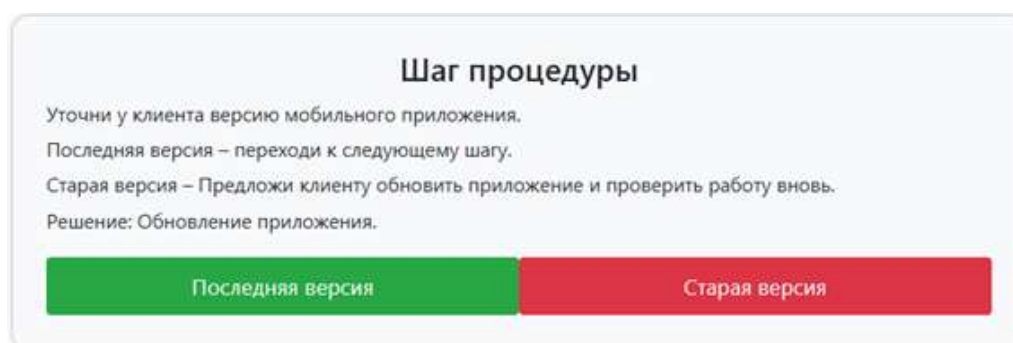 Шаг процедуры
Уточни у клиента версию мобильного приложения.
Последняя версия – переходи к следующему шагу.
Старая версия – Предложи клиенту обновить приложение и проверить работу вновь.
Решение: Обновление приложения.
Последняя версия
Старая версия